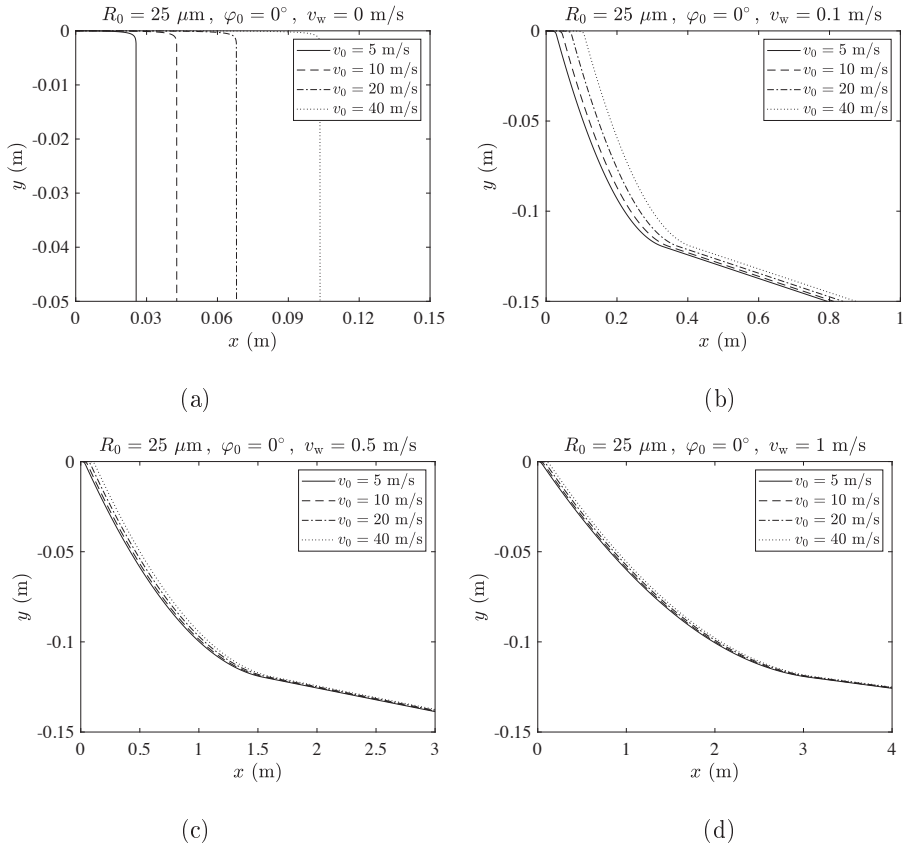 R₀ = 25 μm , φ₀ = 0° , v_w = 0 m/s
0
-0.01
-0.02
-0.03
-0.04
-0.05
y (m)
0 0.03 0.06 0.09 0.12 0.15
x (m)
v₀ = 5 m/s
v₀ = 10 m/s
v₀ = 20 m/s
v₀ = 40 m/s
(a)
R₀ = 25 μm , φ₀ = 0° , v_w = 0.1 m/s
0
-0.05
-0.1
-0.15
y (m)
0 0.2 0.4 0.6 0.8 1
x (m)
v₀ = 5 m/s
v₀ = 10 m/s
v₀ = 20 m/s
v₀ = 40 m/s
(b)
R₀ = 25 μm , φ₀ = 0° , v_w = 0.5 m/s
0
-0.05
-0.1
-0.15
y (m)
0 0.5 1 1.5 2 2.5 3
x (m)
v₀ = 5 m/s
v₀ = 10 m/s
v₀ = 20 m/s
v₀ = 40 m/s
(c)
R₀ = 25 μm , φ₀ = 0° , v_w = 1 m/s
0
-0.05
-0.1
-0.15
y (m)
0 1 2 3 4
x (m)
v₀ = 5 m/s
v₀ = 10 m/s
v₀ = 20 m/s
v₀ = 40 m/s
(d)